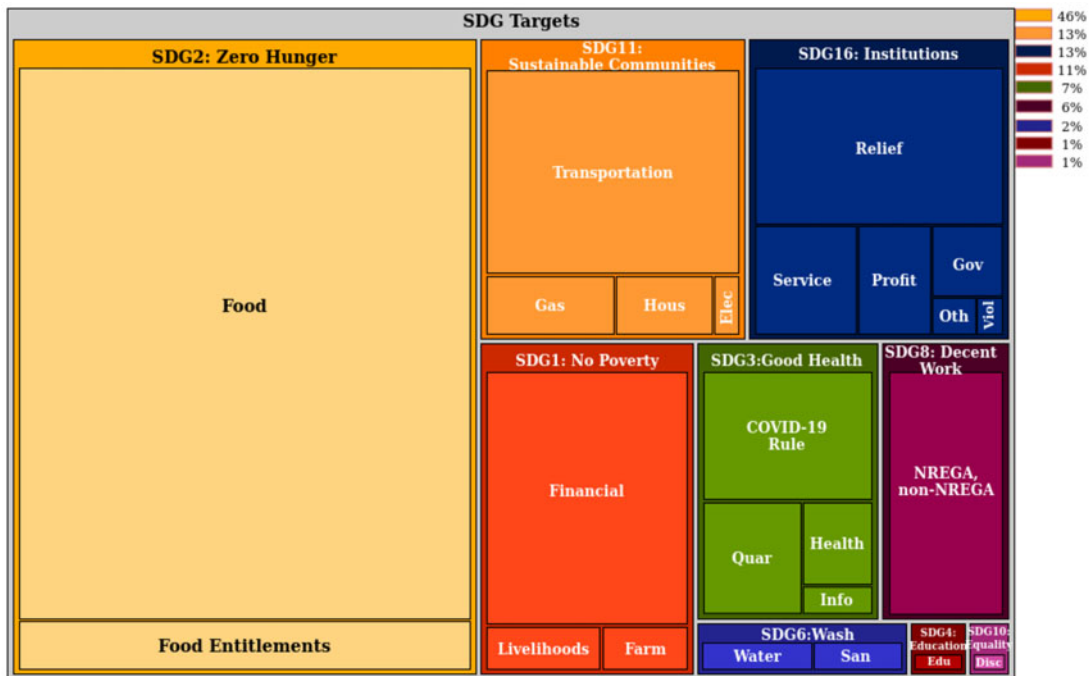 SDG Targets
SDG2: Zero Hunger
Food
Food Entitlements
SDG11:
Sustainable Communities
Transportation
Gas
Hous
Elec
SDG16: Institutions
Relief
Service
Profit
Gov
Oth
Viol
SDG1: No Poverty
Financial
Livelihoods
Farm
SDG3:Good Health
COVID-19
Rule
Quar
Health
Info
SDG8: Decent
Work
NREGA,
non-NREGA
SDG6:Wash
Water
San
SDG4:
Education
Edu
SDG10:
Equality
Disc
46%
13%
13%
11%
7%
6%
2%
1%
1%